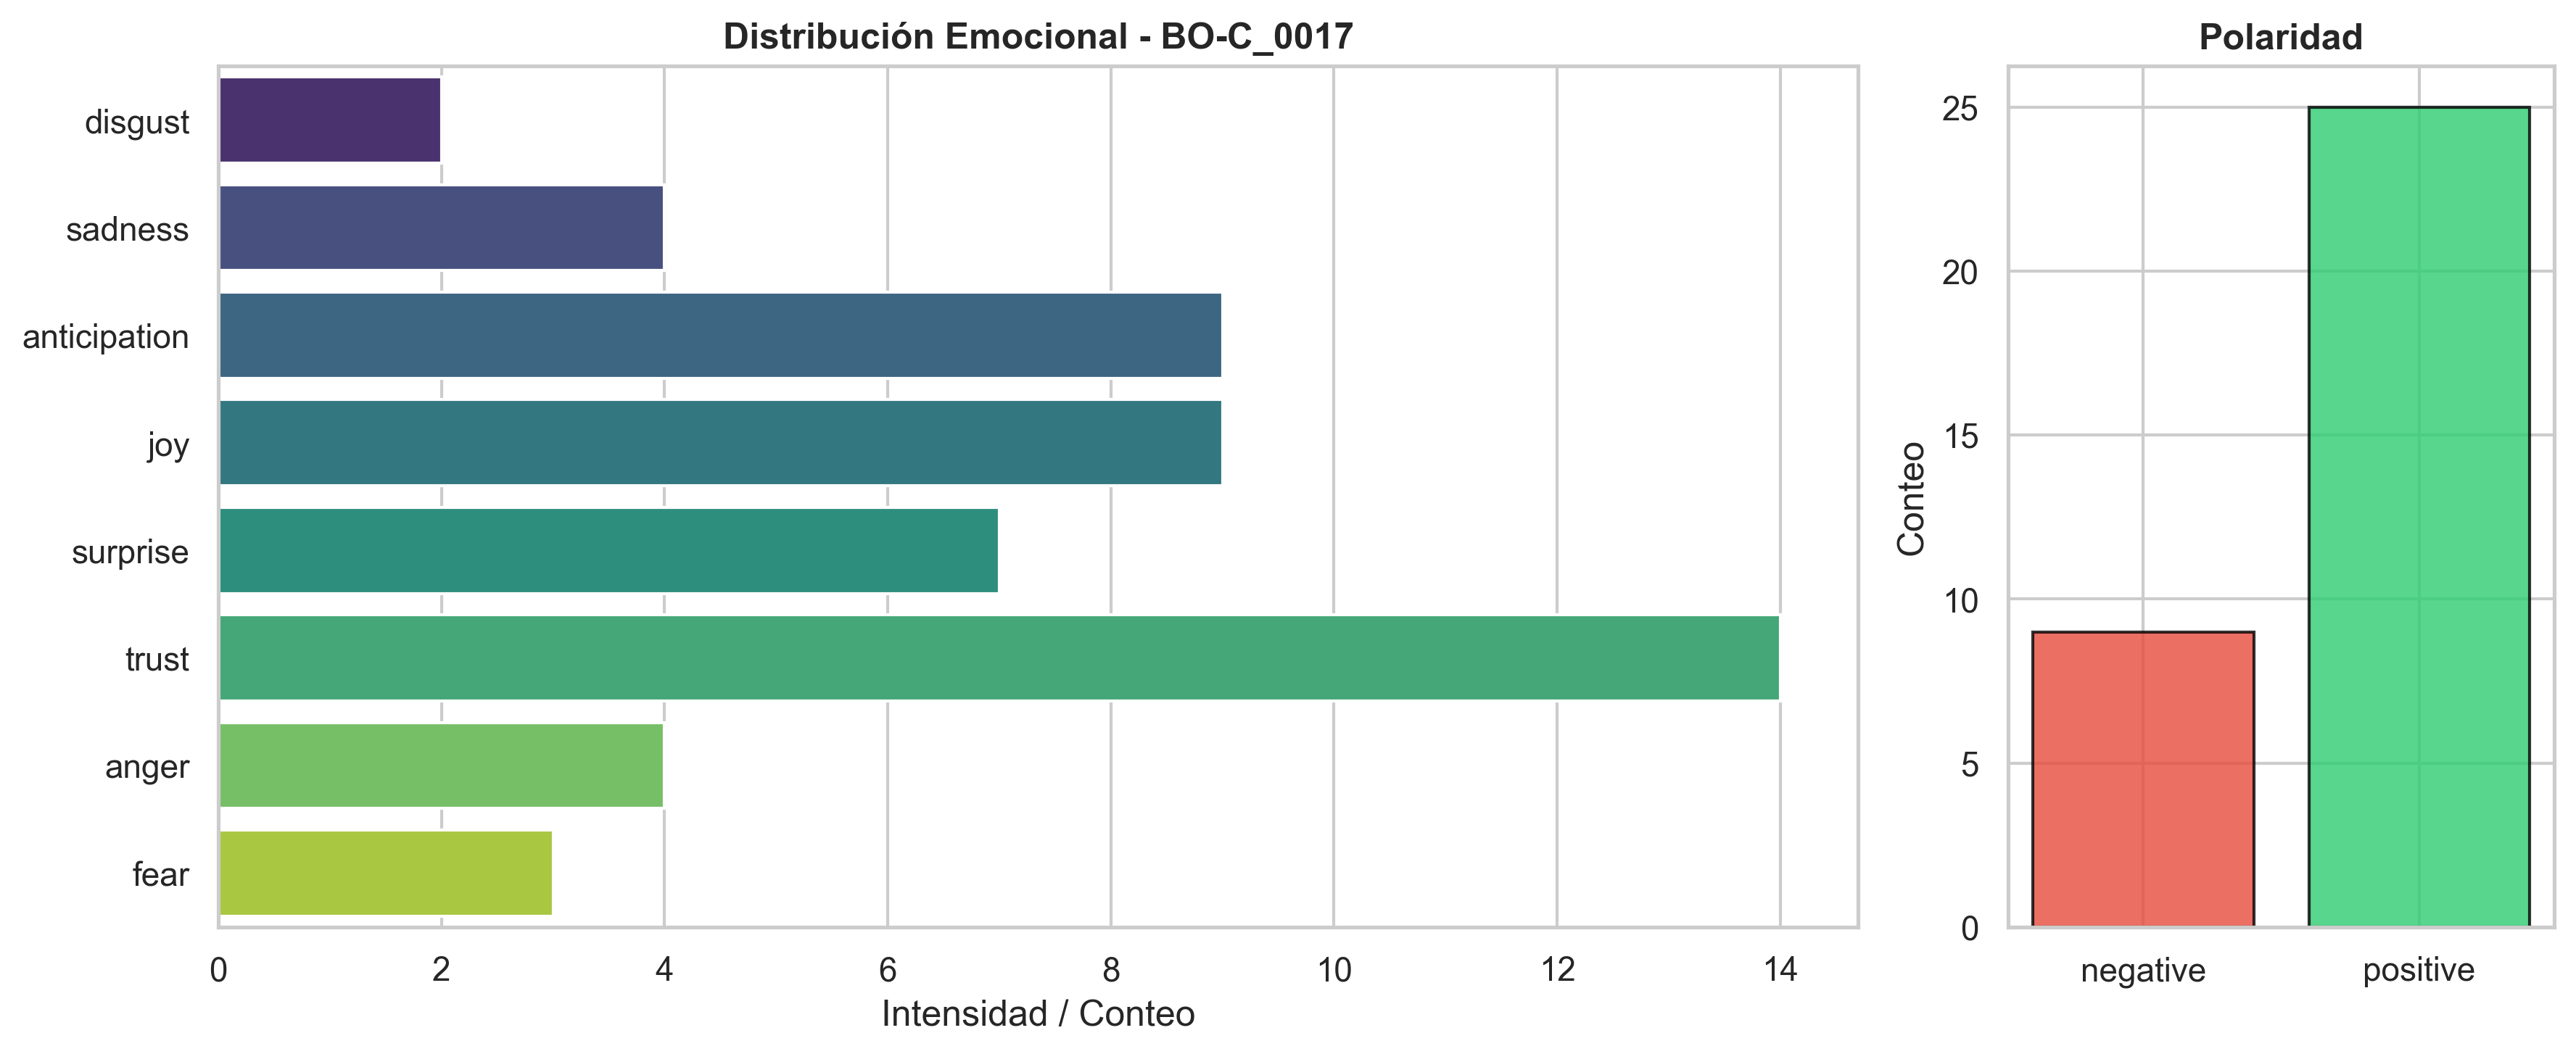 Distribución Emocional - BO-C_0017
disgust
sadness
anticipation
joy
surprise
trust
anger
fear
0 2 4 6 8 10 12 14
Intensidad / Conteo
Polaridad
25
20
15
10
5
0
Conteo
negative positive